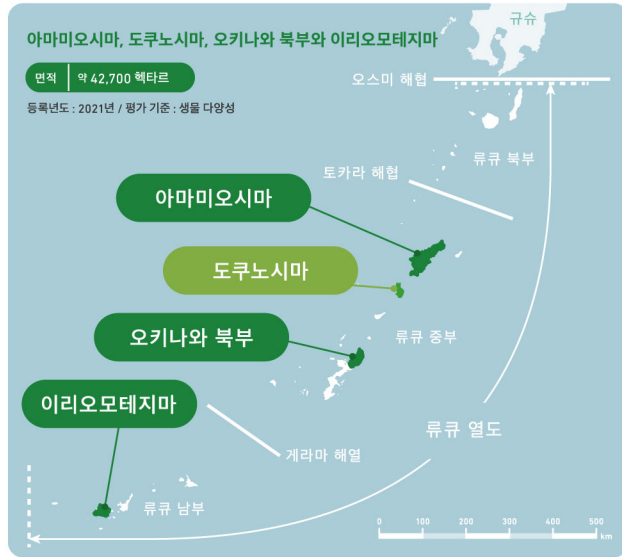 규슈
아마미오시마, 도쿠노시마, 오키나와 북부와 이리오모테지마
면적 약 42,700 헥타르
오스미 해협
등록년도 : 2021년 / 평가 기준 : 생물 다양성
류큐 북부
토카라 해협
아마미오시마
도쿠노시마
오키나와 북부
류큐 중부
이리오모테지마
류큐 열도
게라마 해열
류큐 남부
0 100 200 300 400 500
km